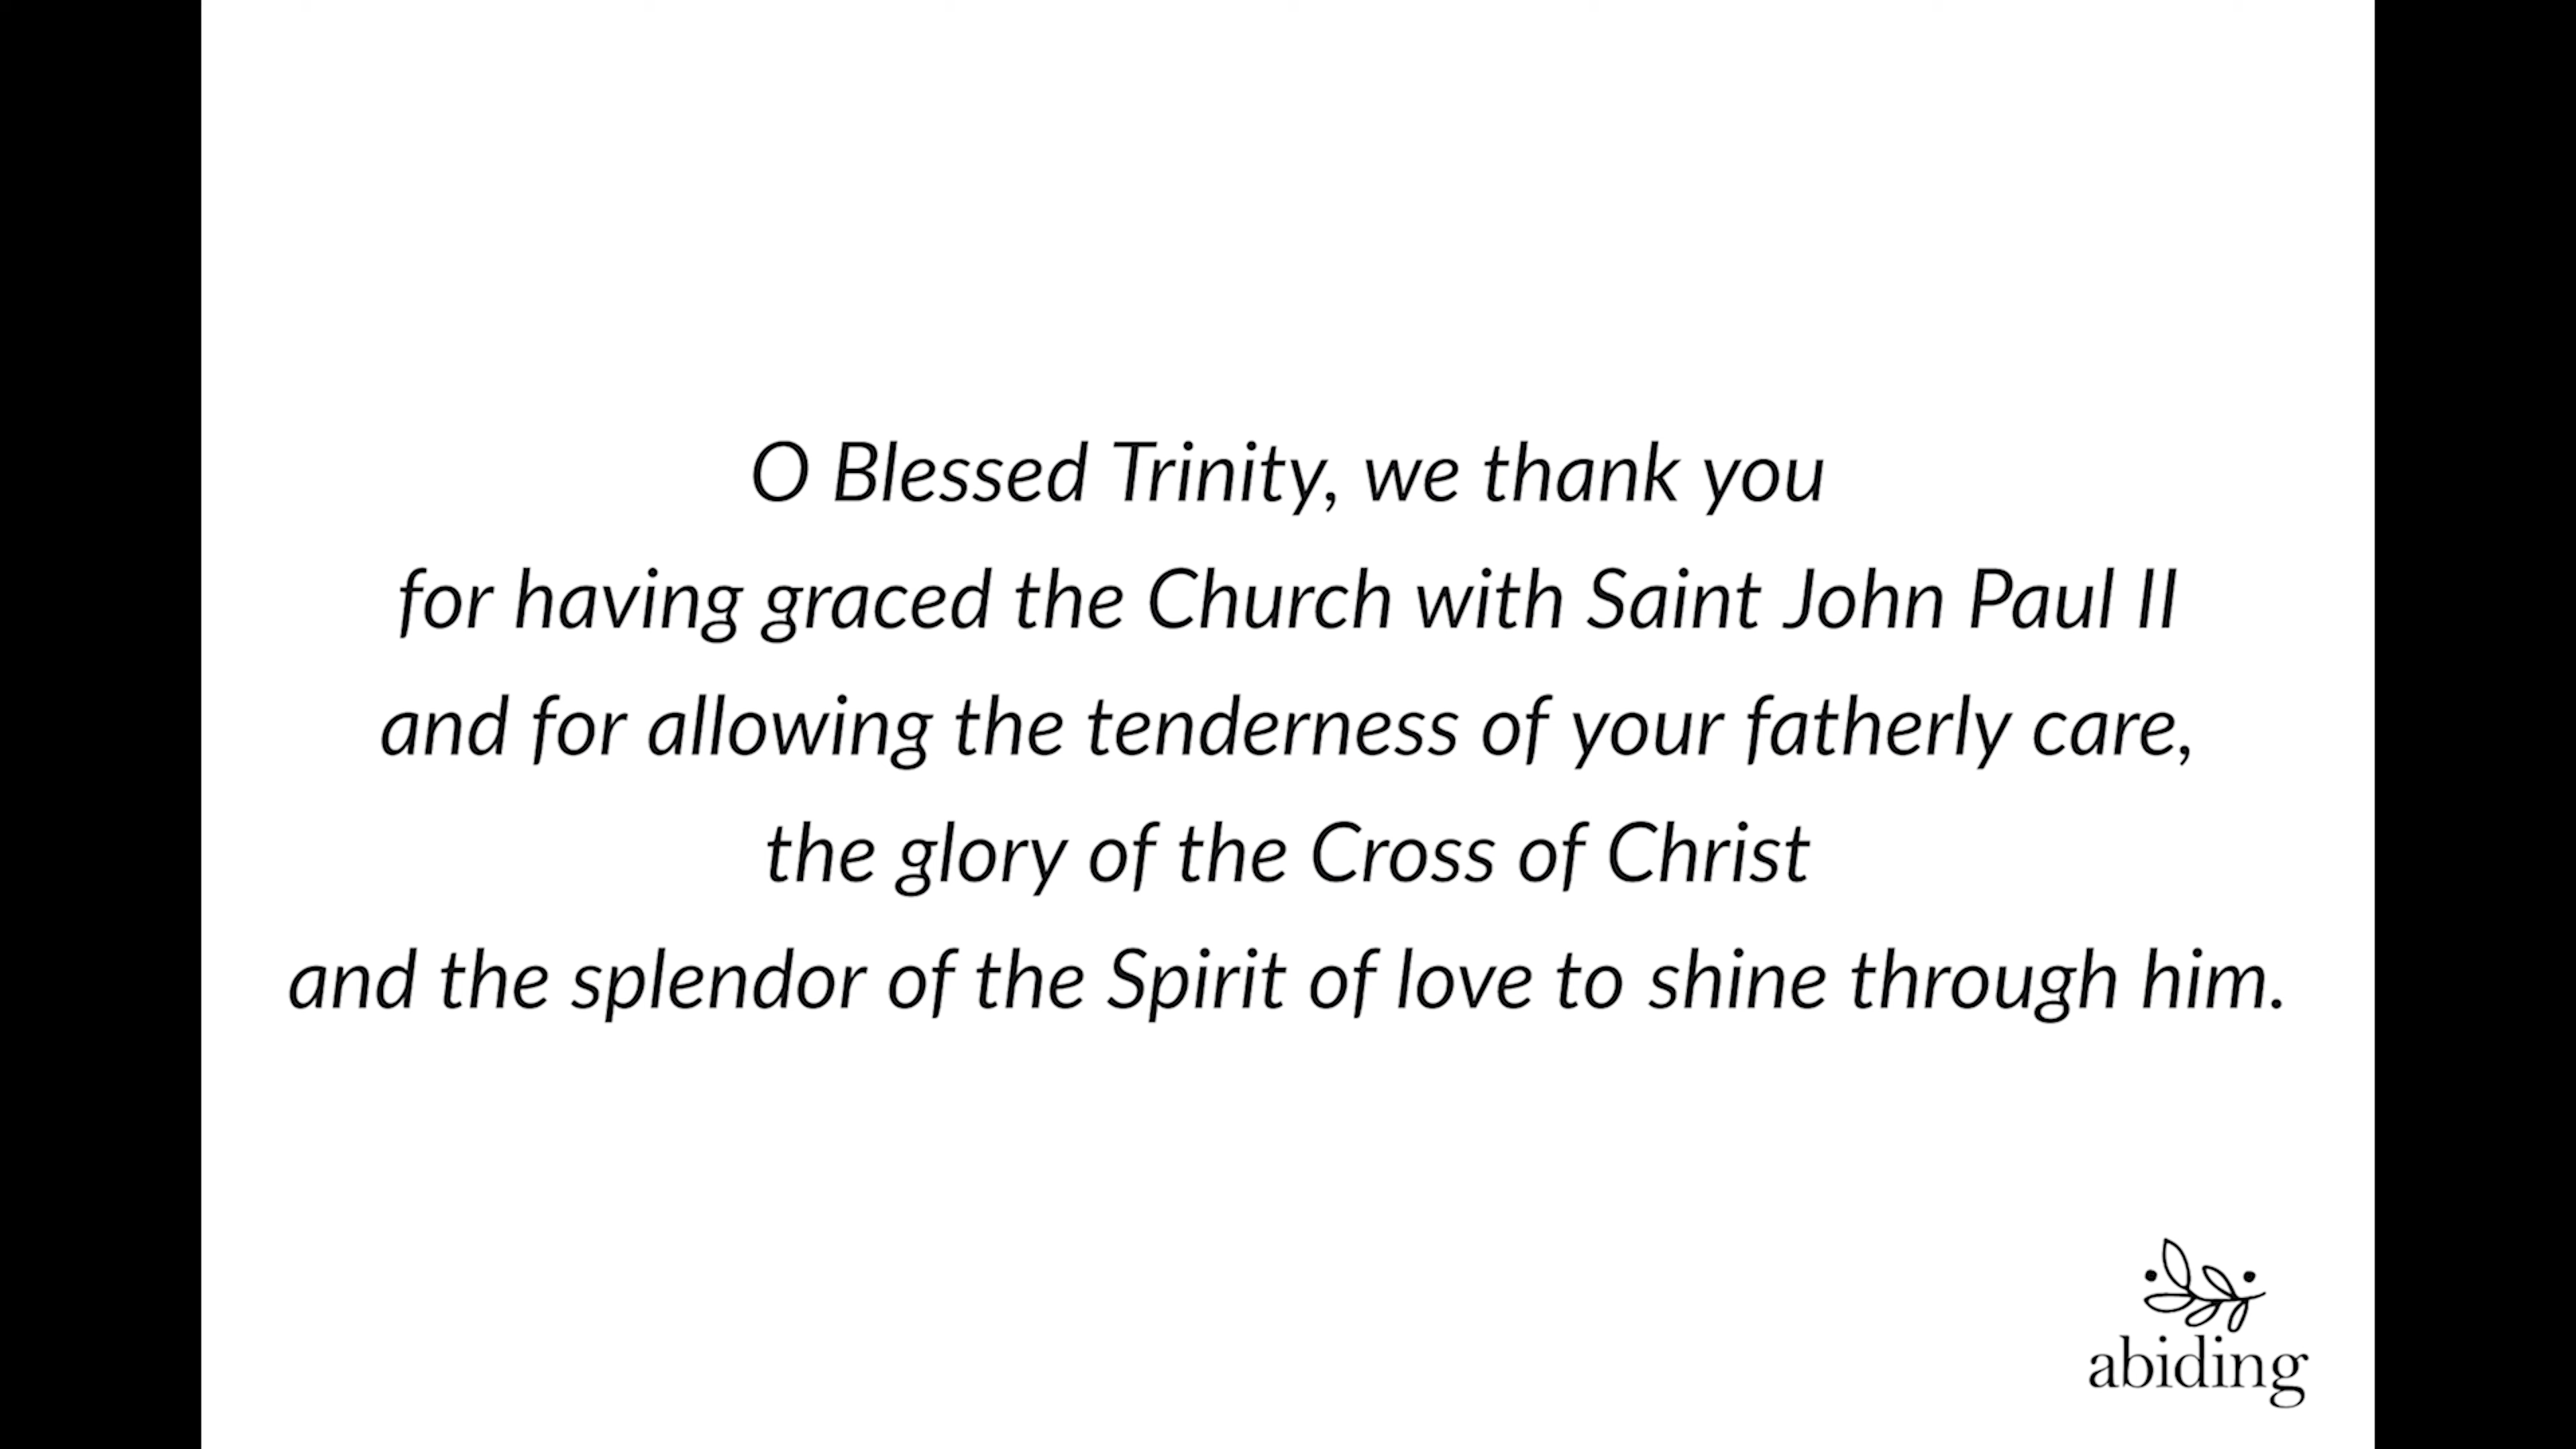 O Blessed Trinity, we thank you
for having graced the Church with Saint John Paul II
and for allowing the tenderness of your fatherly care,
the glory of the Cross of Christ
and the splendor of the Spirit of love to shine through him.
abiding